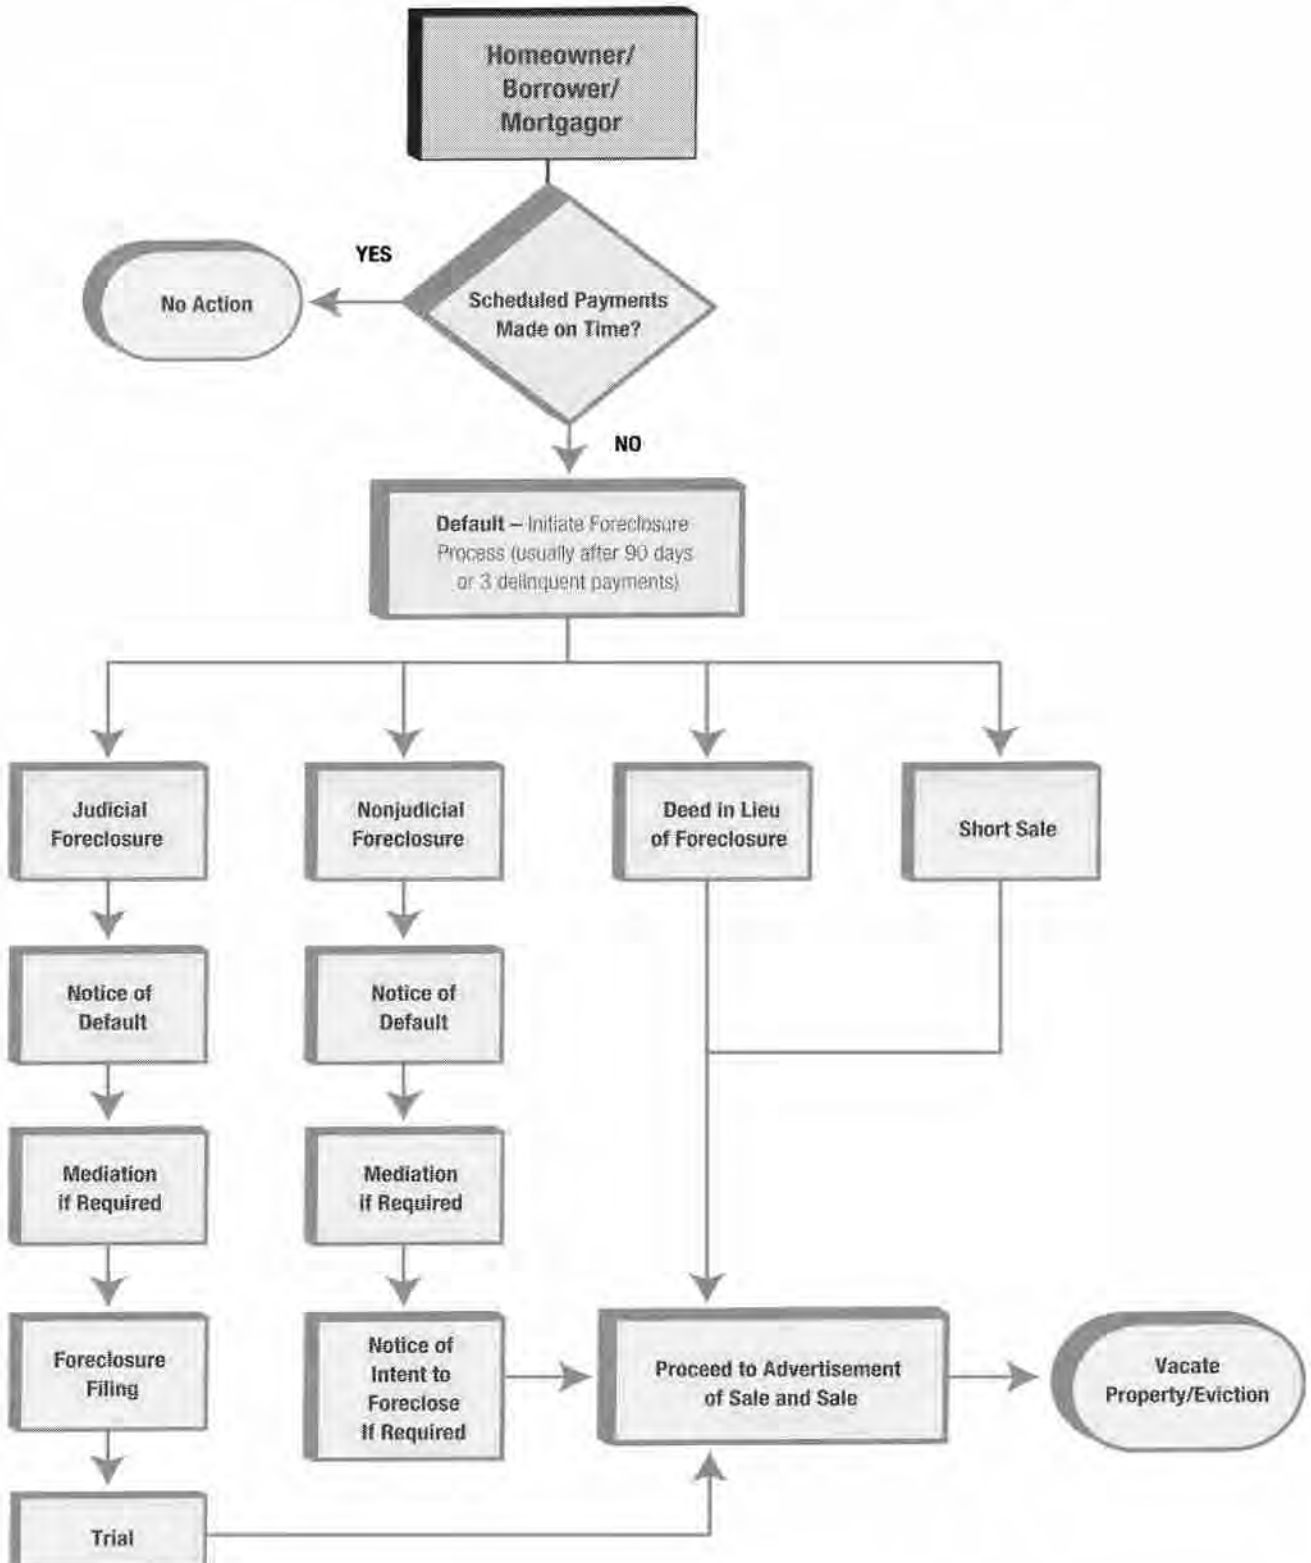 Homeowner/
Borrower/
Mortgagor
YES
No Action
Scheduled Payments
Made on Time?
NO
Default – Initiate Foreclosure
Process (usually after 90 days
or 3 delinquent payments)
Judicial
Foreclosure
Nonjudicial
Foreclosure
Deed in Lieu
of Foreclosure
Short Sale
Notice of
Default
Notice of
Default
Mediation
if Required
Mediation
if Required
Foreclosure
Filing
Notice of
Intent to
Foreclose
If Required
Proceed to Advertisement
of Sale and Sale
Vacate
Property/Eviction
Trial